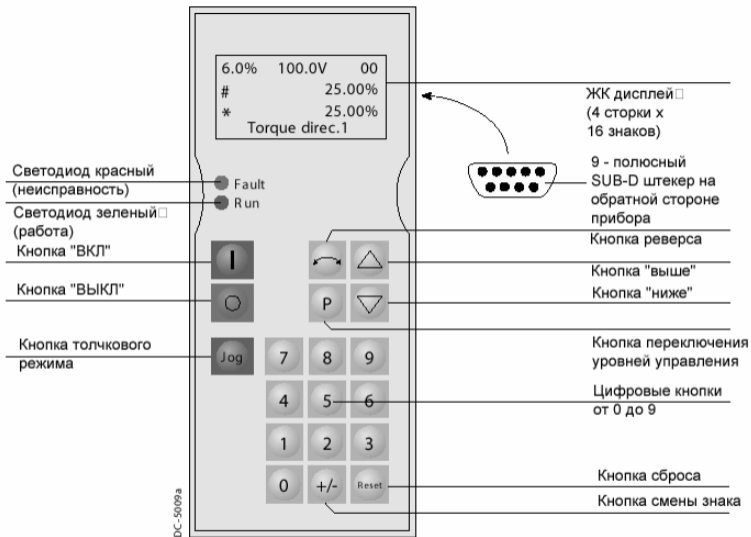 6.0% 100.0V 00
# 25.00%
* 25.00%
Torque direc.1
ЖК дисплей□
(4 сторки x
16 знаков)
9 - полюсный
SUB-D штекер на
обратной стороне
прибора
Светодиод красный
(неисправность)
Fault
Светодиод зеленый□
(работа)
Run
Кнопка "ВКЛ"
Кнопка "ВЫКЛ"
Кнопка толчкового
режима
Кнопка реверса
Кнопка "выше"
Кнопка "ниже"
P
Кнопка переключения
уровней управления
Jog
7 8 9
4 5 6
1 2 3
0 +/- Reset
Цифровые кнопки
от 0 до 9
Кнопка сброса
Кнопка смены знака
DC-5009a